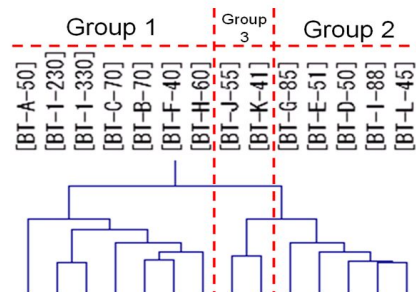 Group 1
Group
3
Group 2
[BT-A-50]
[BT-1-230]
[BT-1-330]
[BT-C-70]
[BT-B-70]
[BT-F-40]
[BT-H-60]
[BT-J-55]
[BT-K-41]
[BT-G-85]
[BT-E-51]
[BT-D-50]
[BT-I-88]
[BT-L-45]